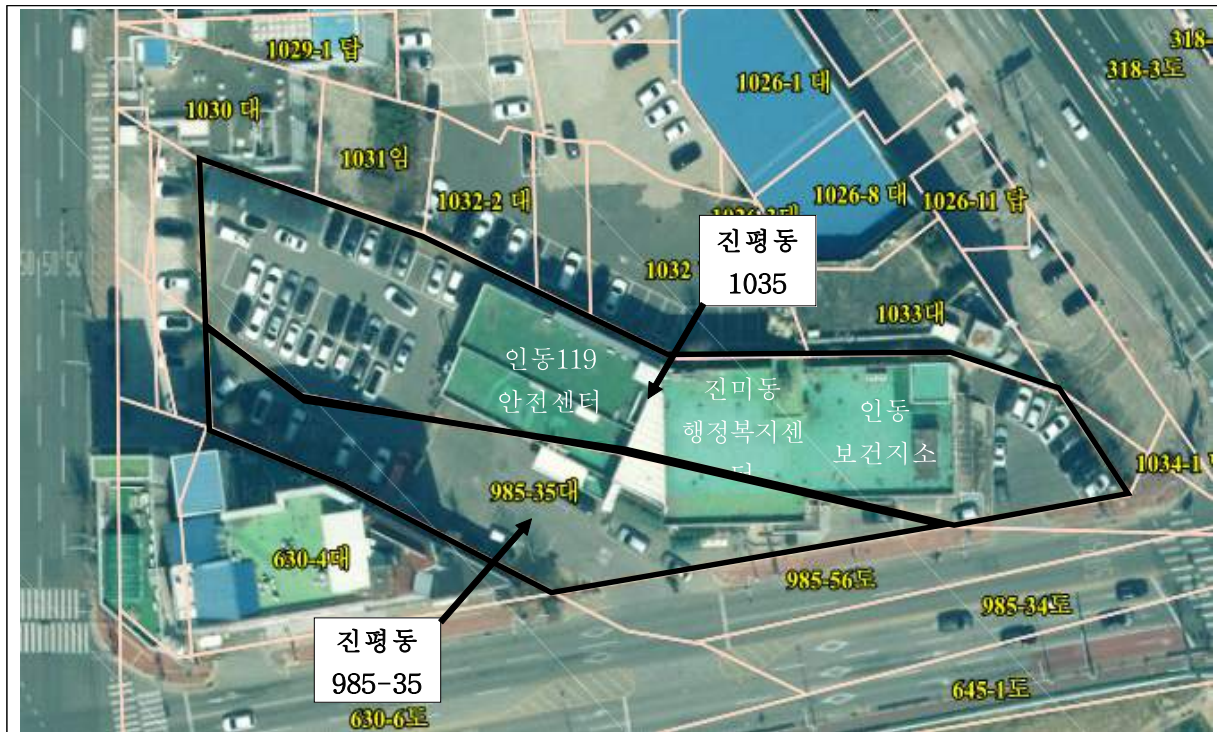 1029-1 답
318-
318-3도
1026-1 대
1030 대
1031임
1032-2 대
1026-8 대
1026-11 답
진평동
1035
1032
1033대
인동119
안전센터
진미동
행정복지센
터
인동
보건지소
1034-1
985-35대
630-4대
985-56도
985-34도
진평동
985-35
645-1도
630-6도